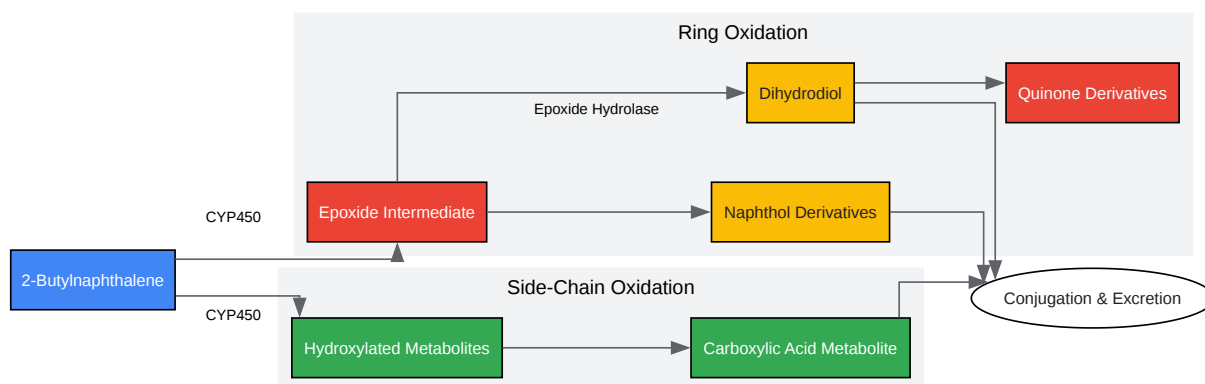 Ring Oxidation
Dihydrodiol
Quinone Derivatives
Epoxide Hydrolase
Epoxide Intermediate
Naphthol Derivatives
CYP450
2-Butylnaphthalene
CYP450
Side-Chain Oxidation
Hydroxylated Metabolites
Carboxylic Acid Metabolite
Conjugation & Excretion